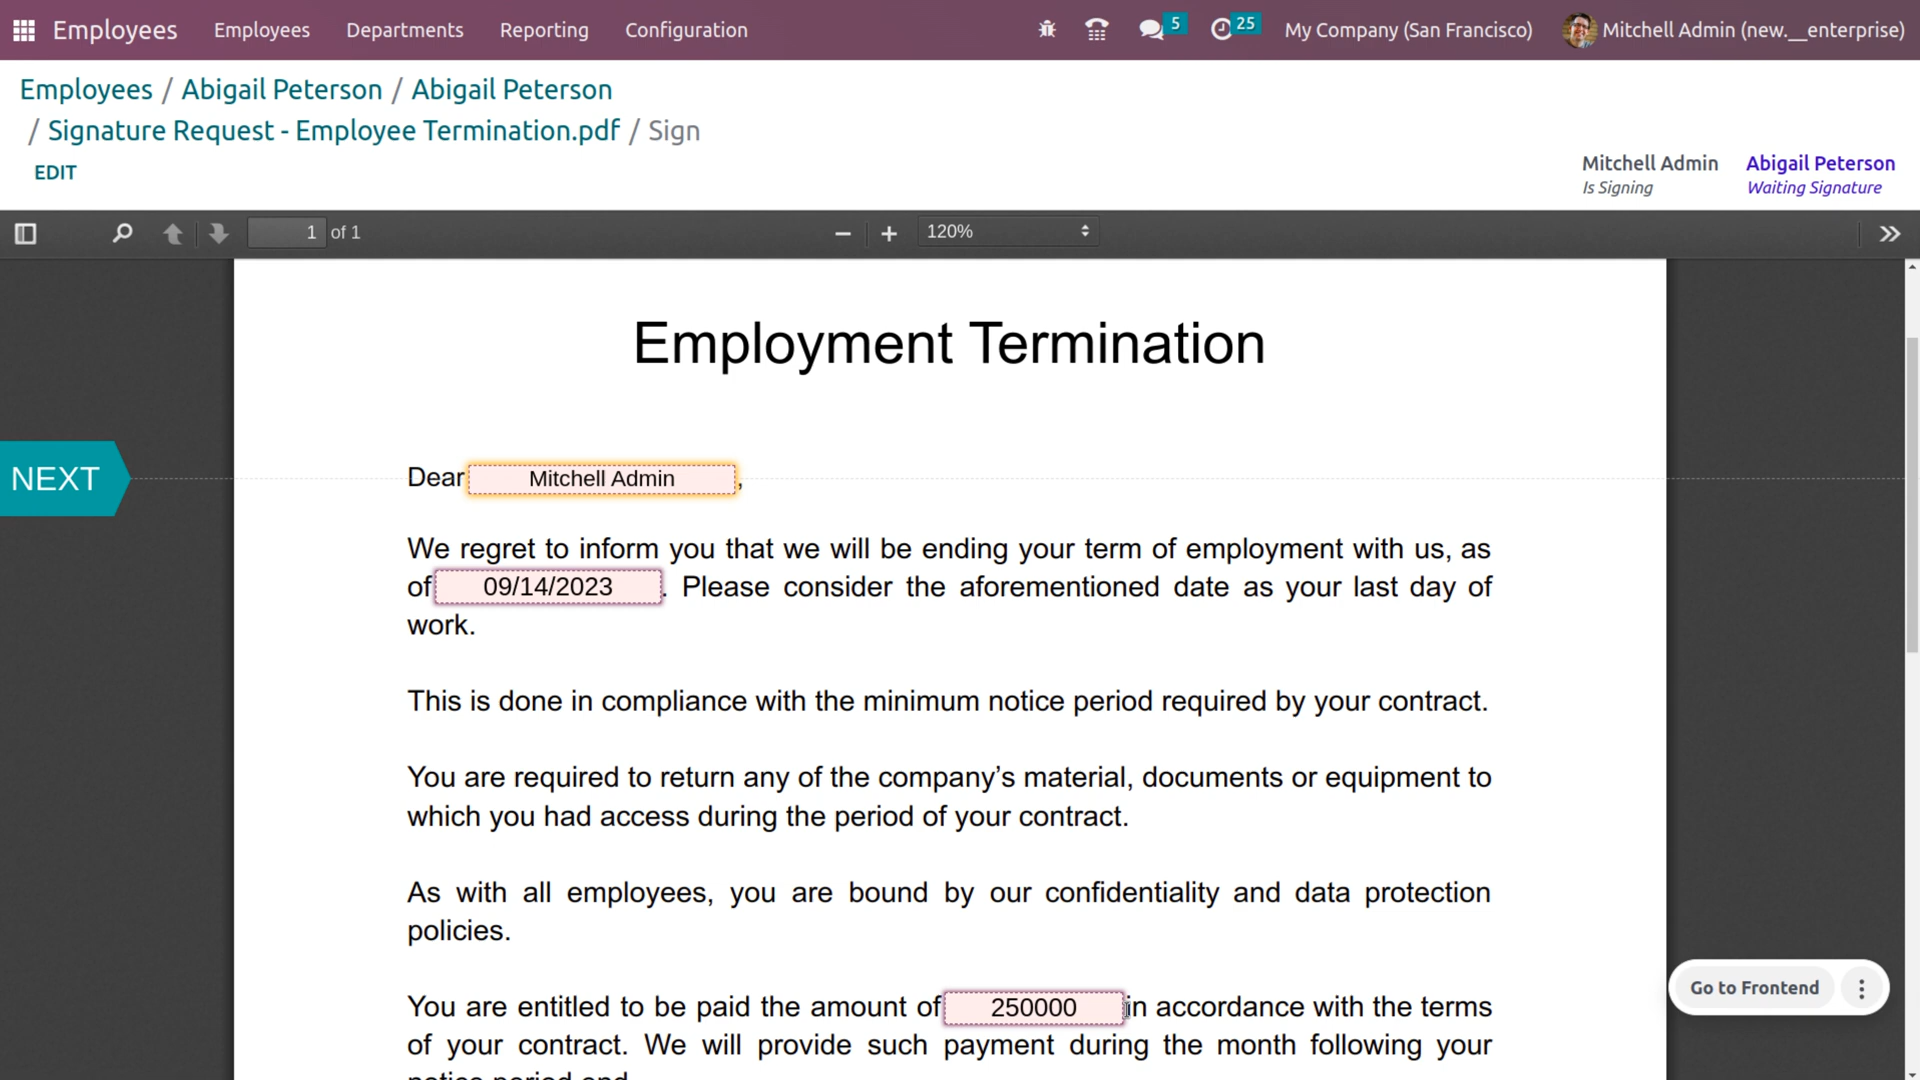 Employees Employees Departments Reporting Configuration 5 25 My Company (San Francisco) Mitchell Admin (new.__enterprise)
Employees / Abigail Peterson / Abigail Peterson
/ Signature Request - Employee Termination.pdf / Sign
EDIT
Mitchell Admin Abigail Peterson
Is Signing Waiting Signature
1 of 1 120%
Employment Termination
NEXT
Dear Mitchell Admin ,
We regret to inform you that we will be ending your term of employment with us, as
of 09/14/2023 . Please consider the aforementioned date as your last day of
work.
This is done in compliance with the minimum notice period required by your contract.
You are required to return any of the company’s material, documents or equipment to
which you had access during the period of your contract.
As with all employees, you are bound by our confidentiality and data protection
policies.
Go to Frontend
You are entitled to be paid the amount of 250000 in accordance with the terms
of your contract. We will provide such payment during the month following your
notice period end